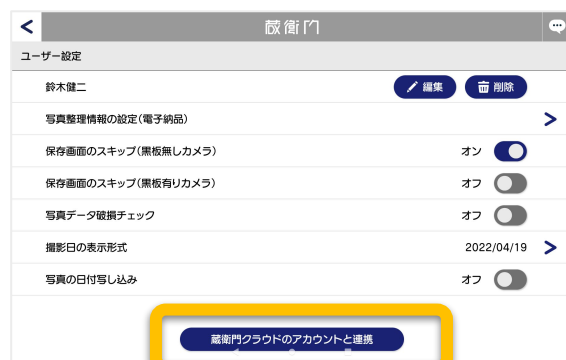 蔵衛門
ユーザー設定
鈴木健二 編集 削除
写真整理情報の設定(電子納品)
保存画面のスキップ(黒板無しカメラ) オン
保存画面のスキップ(黒板有りカメラ) オフ
写真データ破損チェック オフ
撮影日の表示形式 2022/04/19
写真の日付写し込み オフ
蔵衛門クラウドのアカウントと連携